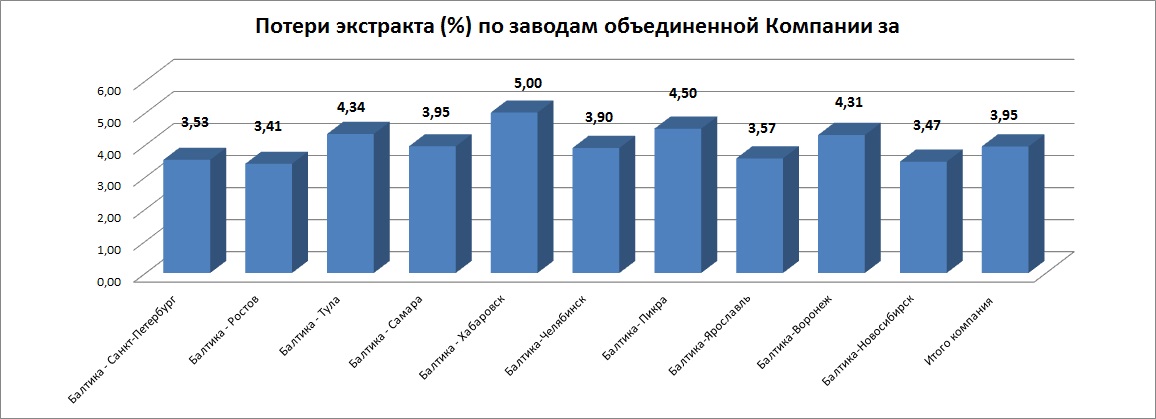 Потери экстракта (%) по заводам объединенной Компании за
6,00
5,00
4,00
3,00
2,00
1,00
0,00
3,53
3,41
4,34
3,95
5,00
3,90
4,50
3,57
4,31
3,47
3,95
Балтика - Санкт-Петербург
Балтика - Ростов
Балтика - Тула
Балтика - Самара
Балтика - Хабаровск
Балтика-Челябинск
Балтика- Пикра
Балтика-Ярославль
Балтика-Воронеж
Балтика-Новосибирск
Итого компания